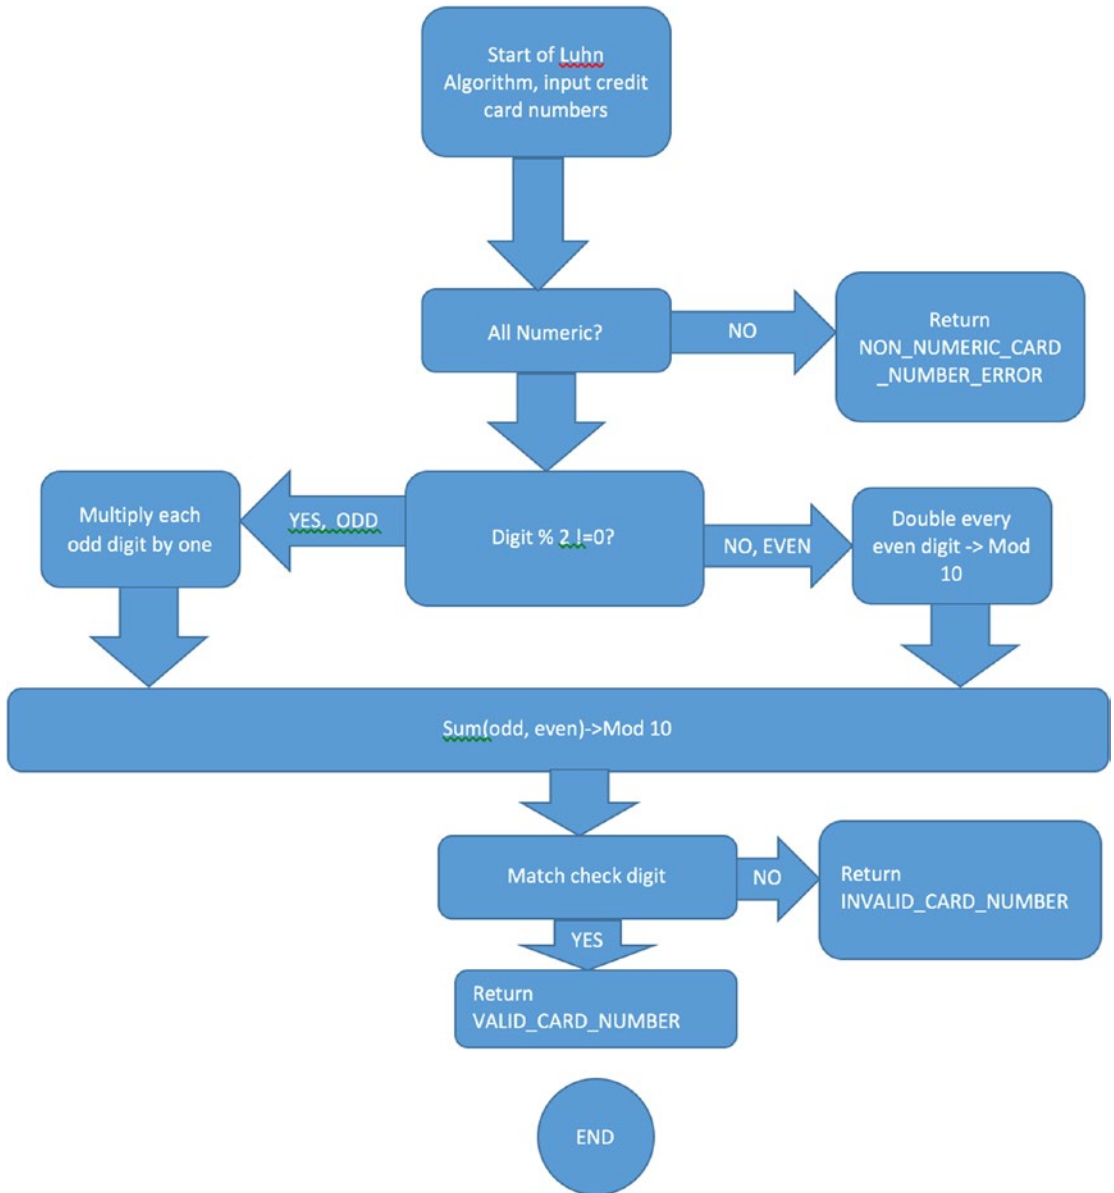 Start of Luhn
Algorithm, input credit
card numbers
All Numeric?
NO
Return
NON_NUMERIC_CARD
_NUMBER_ERROR
Multiply each
odd digit by one
YES, ODD
Digit % 2 !=0?
NO, EVEN
Double every
even digit -> Mod
10
Sum(odd, even)->Mod 10
Match check digit
NO
Return
INVALID_CARD_NUMBER
YES
Return
VALID_CARD_NUMBER
END